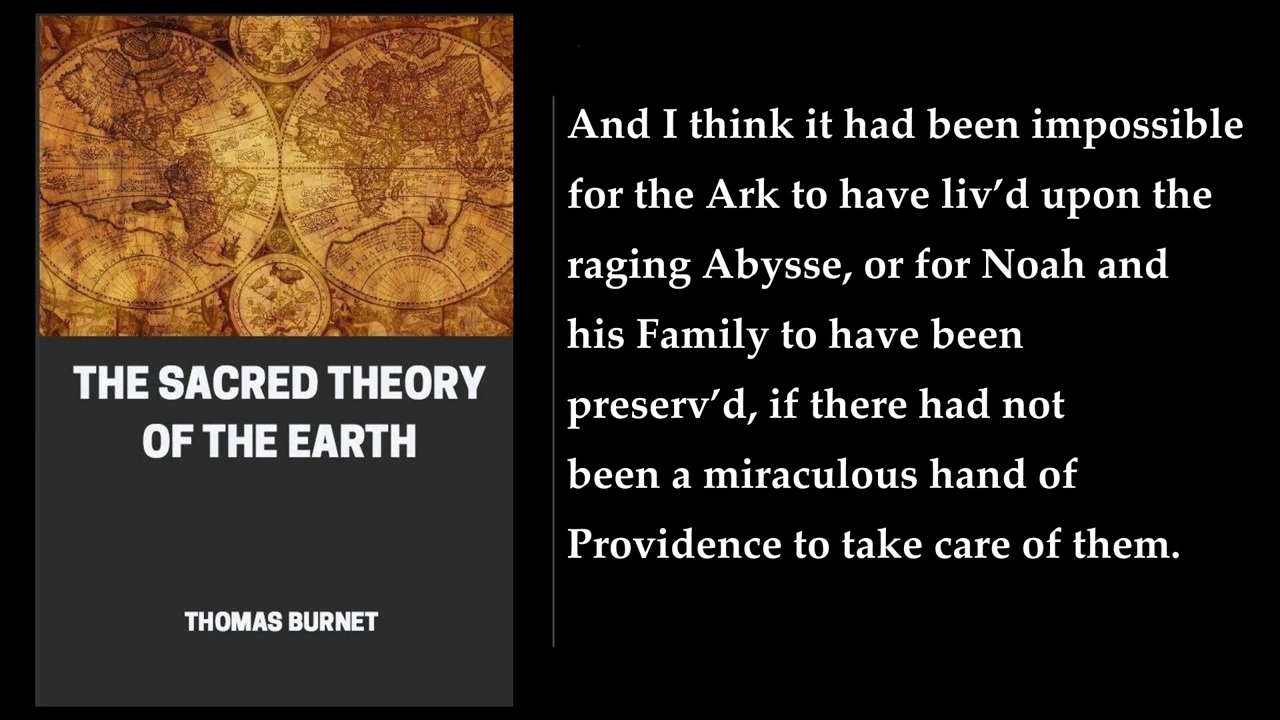 THE SACRED THEORY
OF THE EARTH
THOMAS BURNET
And I think it had been impossible
for the Ark to have liv’d upon the
raging Abysse, or for Noah and
his Family to have been
preserv’d, if there had not
been a miraculous hand of
Providence to take care of them.